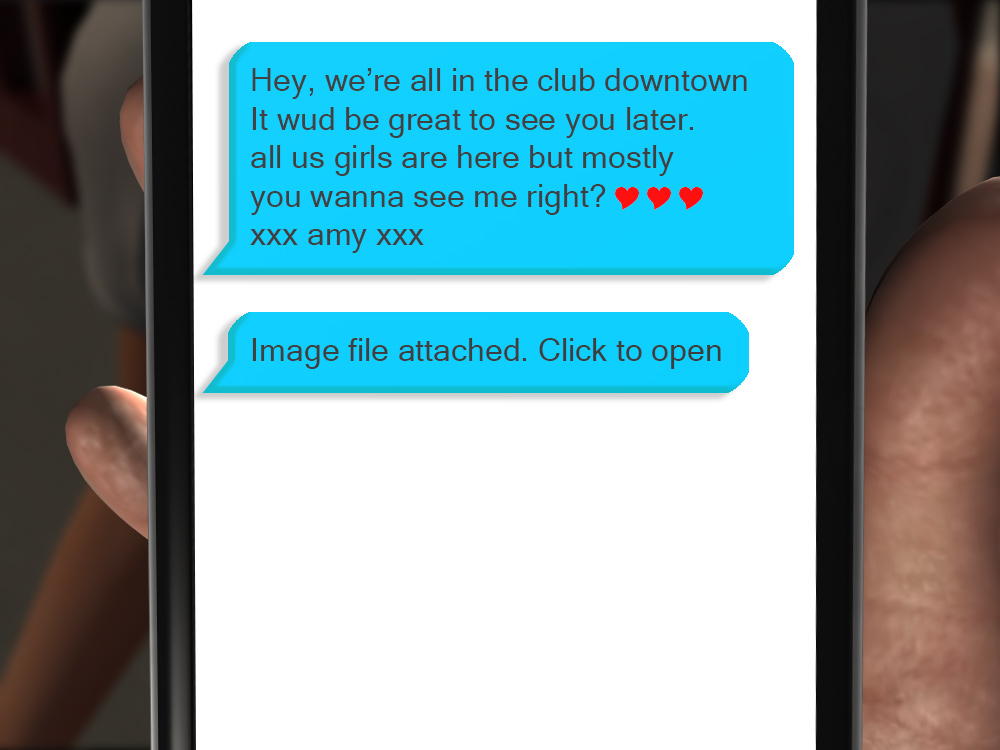 Hey, we’re all in the club downtown
It wud be great to see you later.
all us girls are here but mostly
you wanna see me right? ♥ ♥ ♥
xxx amy xxx
Image file attached. Click to open